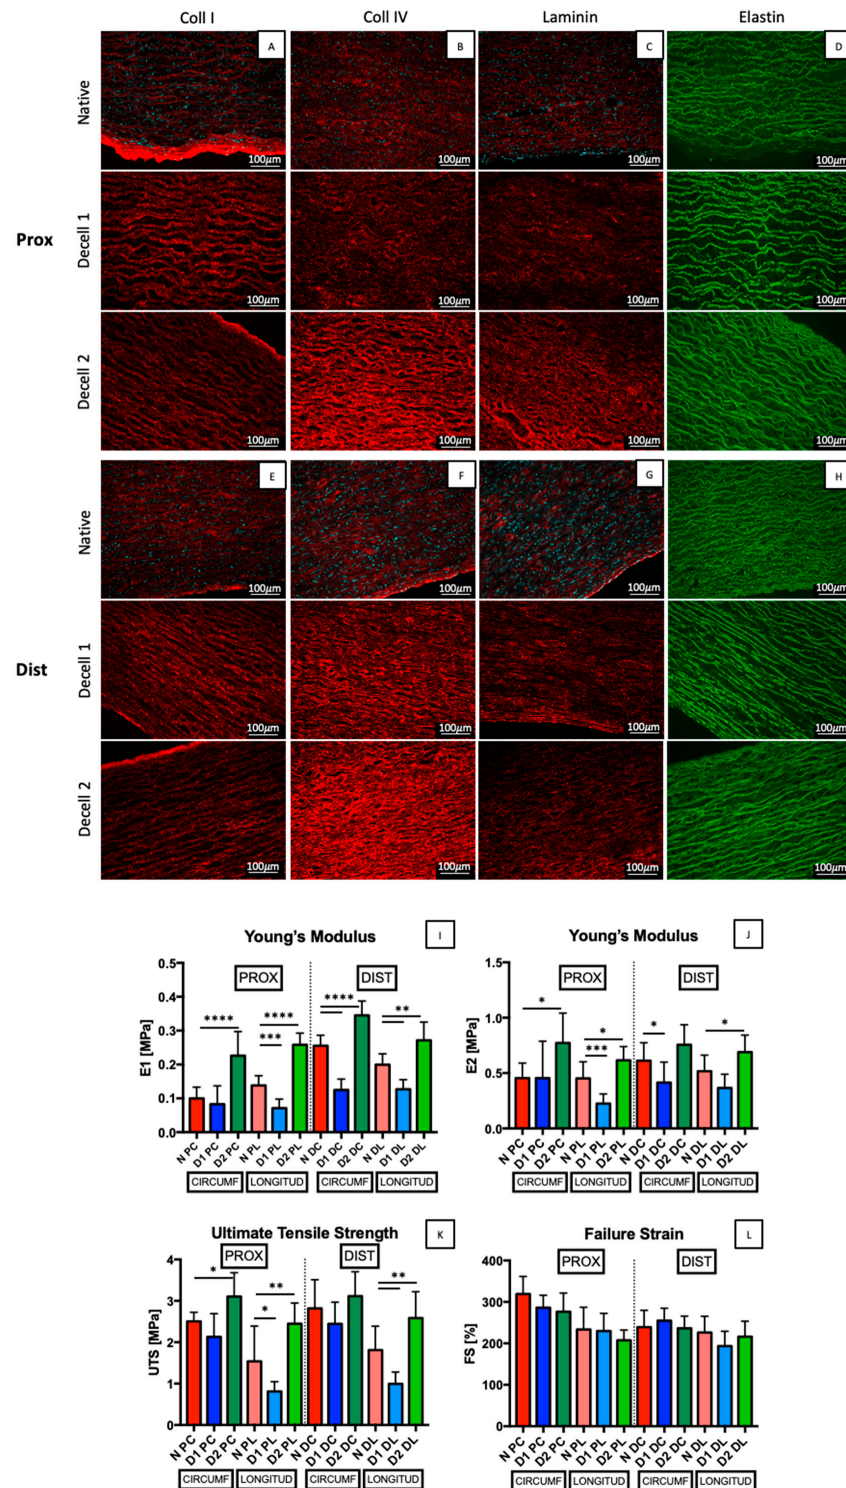 Coll I Coll IV Laminin Elastin
Prox
Native
A B C D
100µm 100µm 100µm 100µm
Decell 1
100µm 100µm 100µm 100µm
Decell 2
100µm 100µm 100µm 100µm
Dist
Native
E F G H
100µm 100µm 100µm 100µm
Decell 1
100µm 100µm 100µm 100µm
Decell 2
100µm 100µm 100µm 100µm
I
Young's Modulus
PROX DIST
E1 [MPa]
0.5
0.4
0.3
0.2
0.1
0.0
**** **** *** **** **
N PC D1 PC D2 PC N PL D1 PL D2 PL N DC D1 DC D2 DC N DL D1 DL D2 DL
CIRCUMF LONGITUD CIRCUMF LONGITUD
J
Young's Modulus
PROX DIST
E2 [MPa]
1.5
1.0
0.5
0.0
* * *** * *
N PC D1 PC D2 PC N PL D1 PL D2 PL N DC D1 DC D2 DC N DL D1 DL D2 DL
CIRCUMF LONGITUD CIRCUMF LONGITUD
K
Ultimate Tensile Strength
PROX DIST
UTS [MPa]
4
3
2
1
0
* ** * **
N PC D1 PC D2 PC N PL D1 PL D2 PL N DC D1 DC D2 DC N DL D1 DL D2 DL
CIRCUMF LONGITUD CIRCUMF LONGITUD
L
Failure Strain
PROX DIST
FS [%]
400
300
200
100
0
N PC D1 PC D2 PC N PL D1 PL D2 PL N DC D1 DC D2 DC N DL D1 DL D2 DL
CIRCUMF LONGITUD CIRCUMF LONGITUD